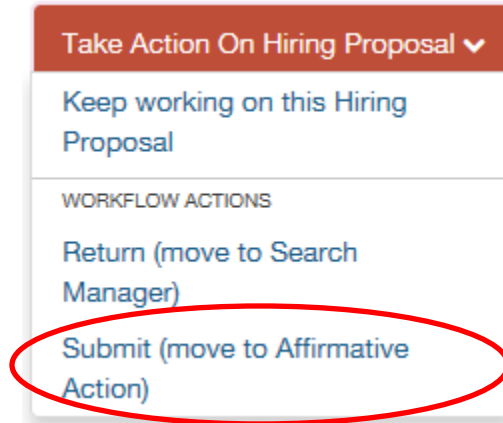 Take Action On Hiring Proposal
Keep working on this Hiring
Proposal
WORKFLOW ACTIONS
Return (move to Search
Manager)
Submit (move to Affirmative
Action)